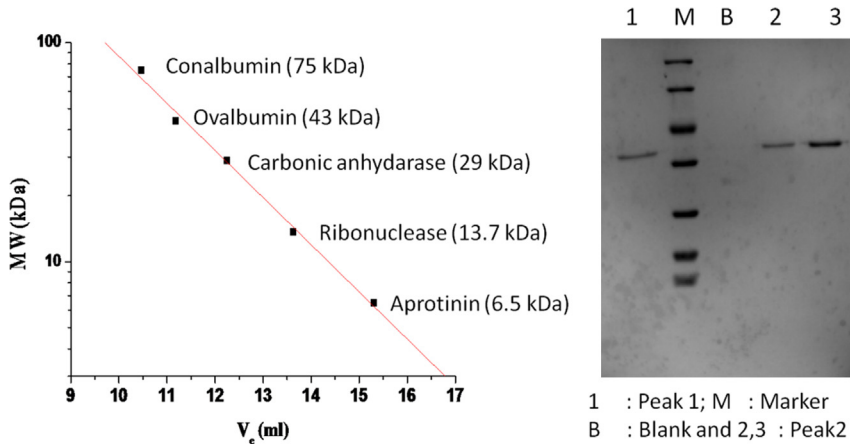 1 M B 2 3
100
Conalbumin (75 kDa)
Ovalbumin (43 kDa)
Carbonic anhydarase (29 kDa)
MW (kDa)
Ribonuclease (13.7 kDa)
10
Aprotinin (6.5 kDa)
9 10 11 12 13 14 15 16 17
Ve (ml)
1 : Peak 1; M : Marker
B : Blank and 2,3 : Peak2